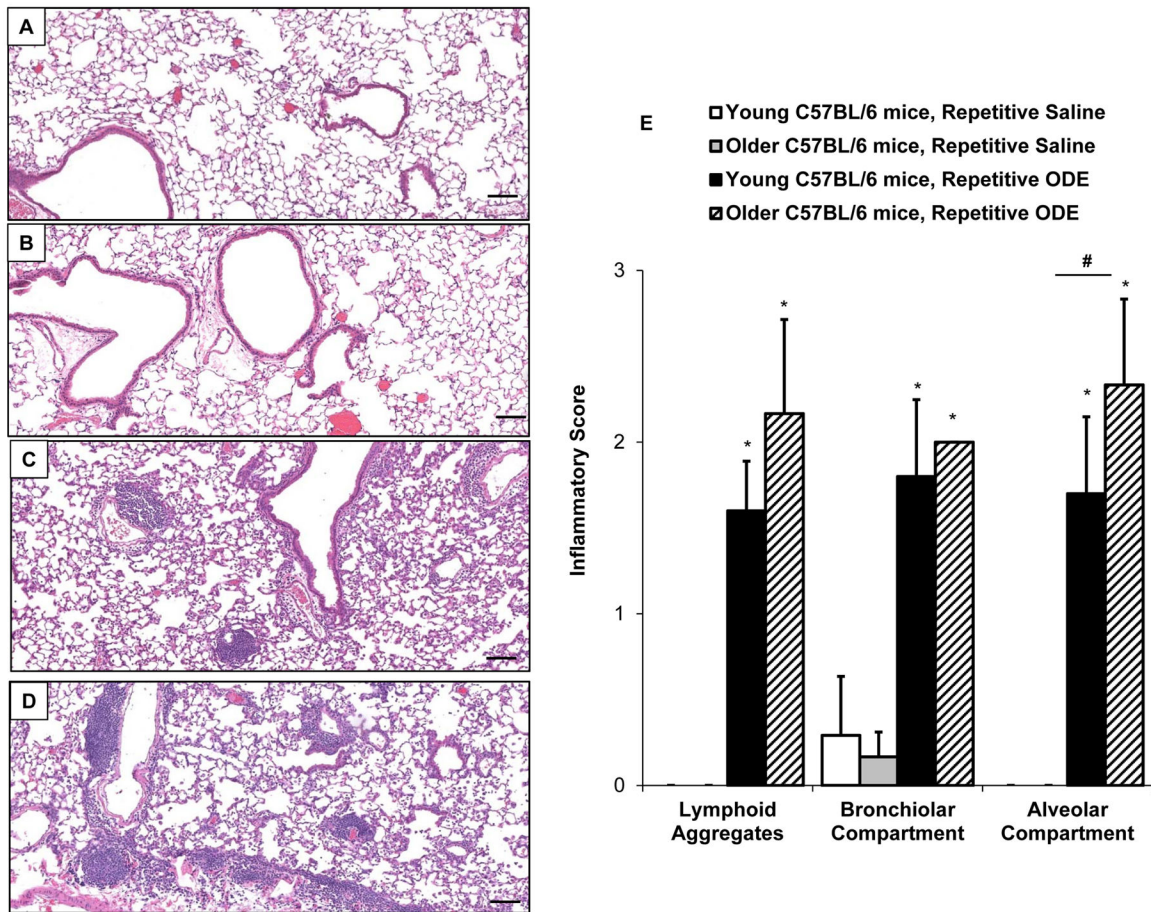 A
B
C
D
E
Young C57BL/6 mice, Repetitive Saline
Older C57BL/6 mice, Repetitive Saline
Young C57BL/6 mice, Repetitive ODE
Older C57BL/6 mice, Repetitive ODE
Inflammatory Score
3
2
1
0
* * * * # * *
Lymphoid
Aggregates
Bronchiolar
Compartment
Alveolar
Compartment